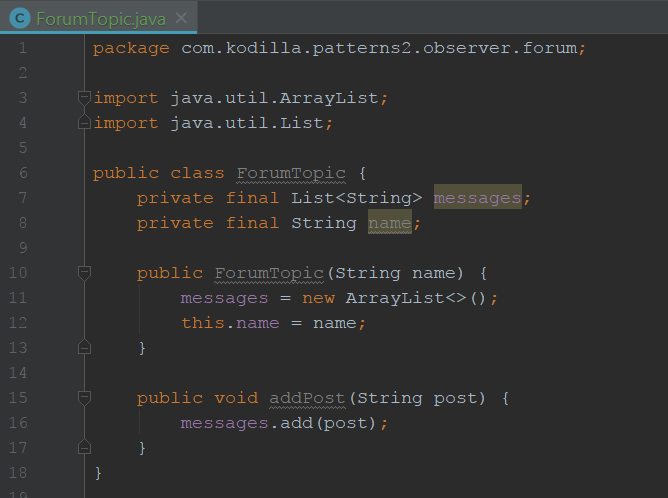 C ForumTopic.java ×
1 package com.kodilla.patterns2.observer.forum;
2
3 import java.util.ArrayList;
4 import java.util.List;
5
6 public class ForumTopic {
7     private final List<String> messages;
8     private final String name;
9
10     public ForumTopic(String name) {
11         messages = new ArrayList<>();
12         this.name = name;
13     }
14
15     public void addPost(String post) {
16         messages.add(post);
17     }
18 }
19